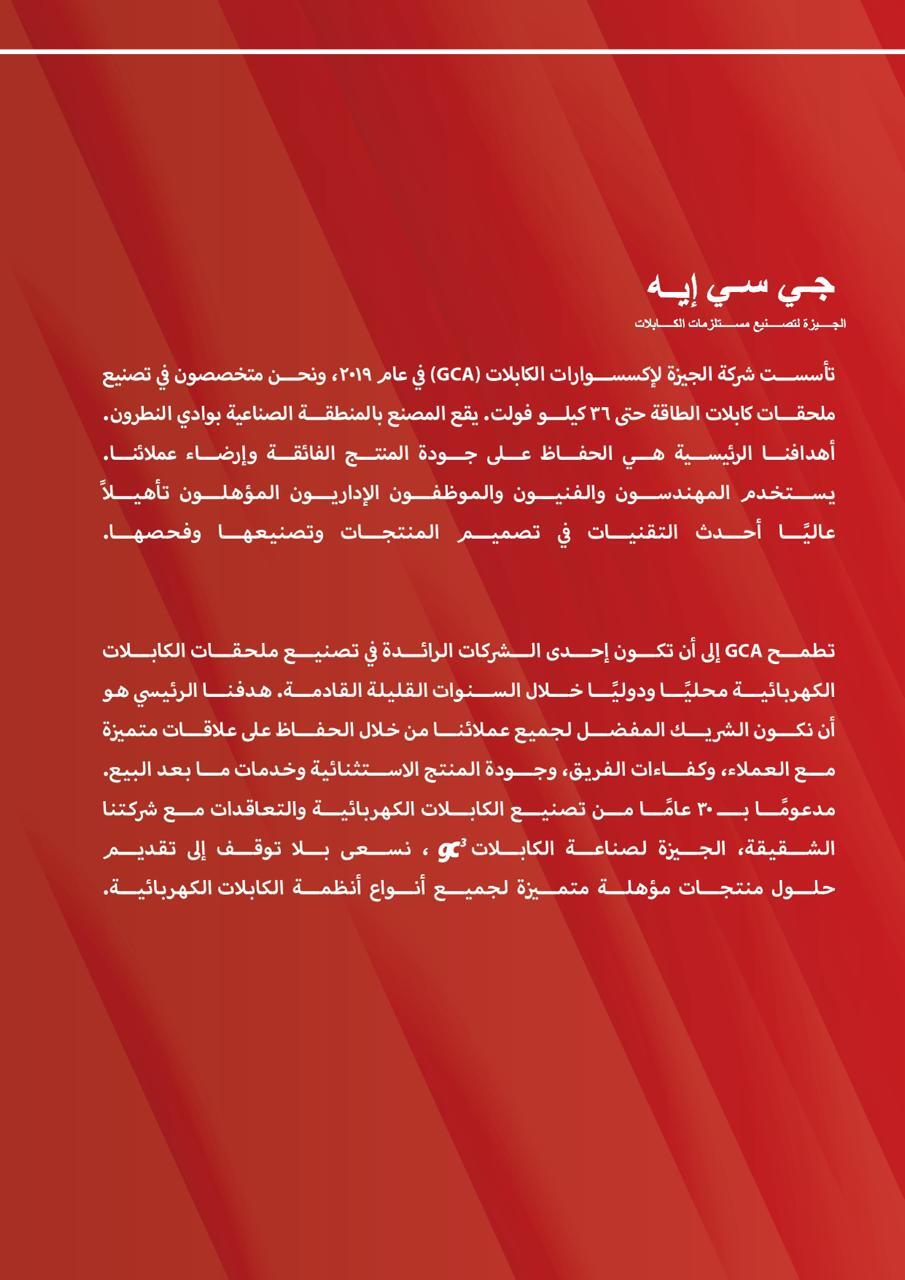 جي سي إيه
الجيزة لتصنيع مستلزمات الكابلات
تأسست شركة الجيزة لإكسسوارات الكابلات (GCA) في عام ٢٠١٩، ونحن متخصصون في تصنيع
ملحقات كابلات الطاقة حتى ٣٦ كيلو فولت. يقع المصنع بالمنطقة الصناعية بوادي النطرون.
أهدافنا الرئيسية هي الحفاظ على جودة المنتج الفائقة وإرضاء عملائنا.
يستخدم المهندسون والفنيون والموظفون الإداريون المؤهلون تأهيلاً
عاليًا أحدث التقنيات في تصميم المنتجات وتصنيعها وفحصها.
تطمح GCA إلى أن تكون إحدى الشركات الرائدة في تصنيع ملحقات الكابلات
الكهربائية محليًا ودوليًا خلال السنوات القليلة القادمة. هدفنا الرئيسي هو
أن نكون الشريك المفضل لجميع عملائنا من خلال الحفاظ على علاقات متميزة
مع العملاء، وكفاءات الفريق، وجودة المنتج الاستثنائية وخدمات ما بعد البيع.
مدعومًا بـ ٣٠ عامًا من تصنيع الكابلات الكهربائية والتعاقدات مع شركتنا
الشقيقة، الجيزة لصناعة الكابلات gc³ ، نسعى بلا توقف إلى تقديم
حلول منتجات مؤهلة متميزة لجميع أنواع أنظمة الكابلات الكهربائية.